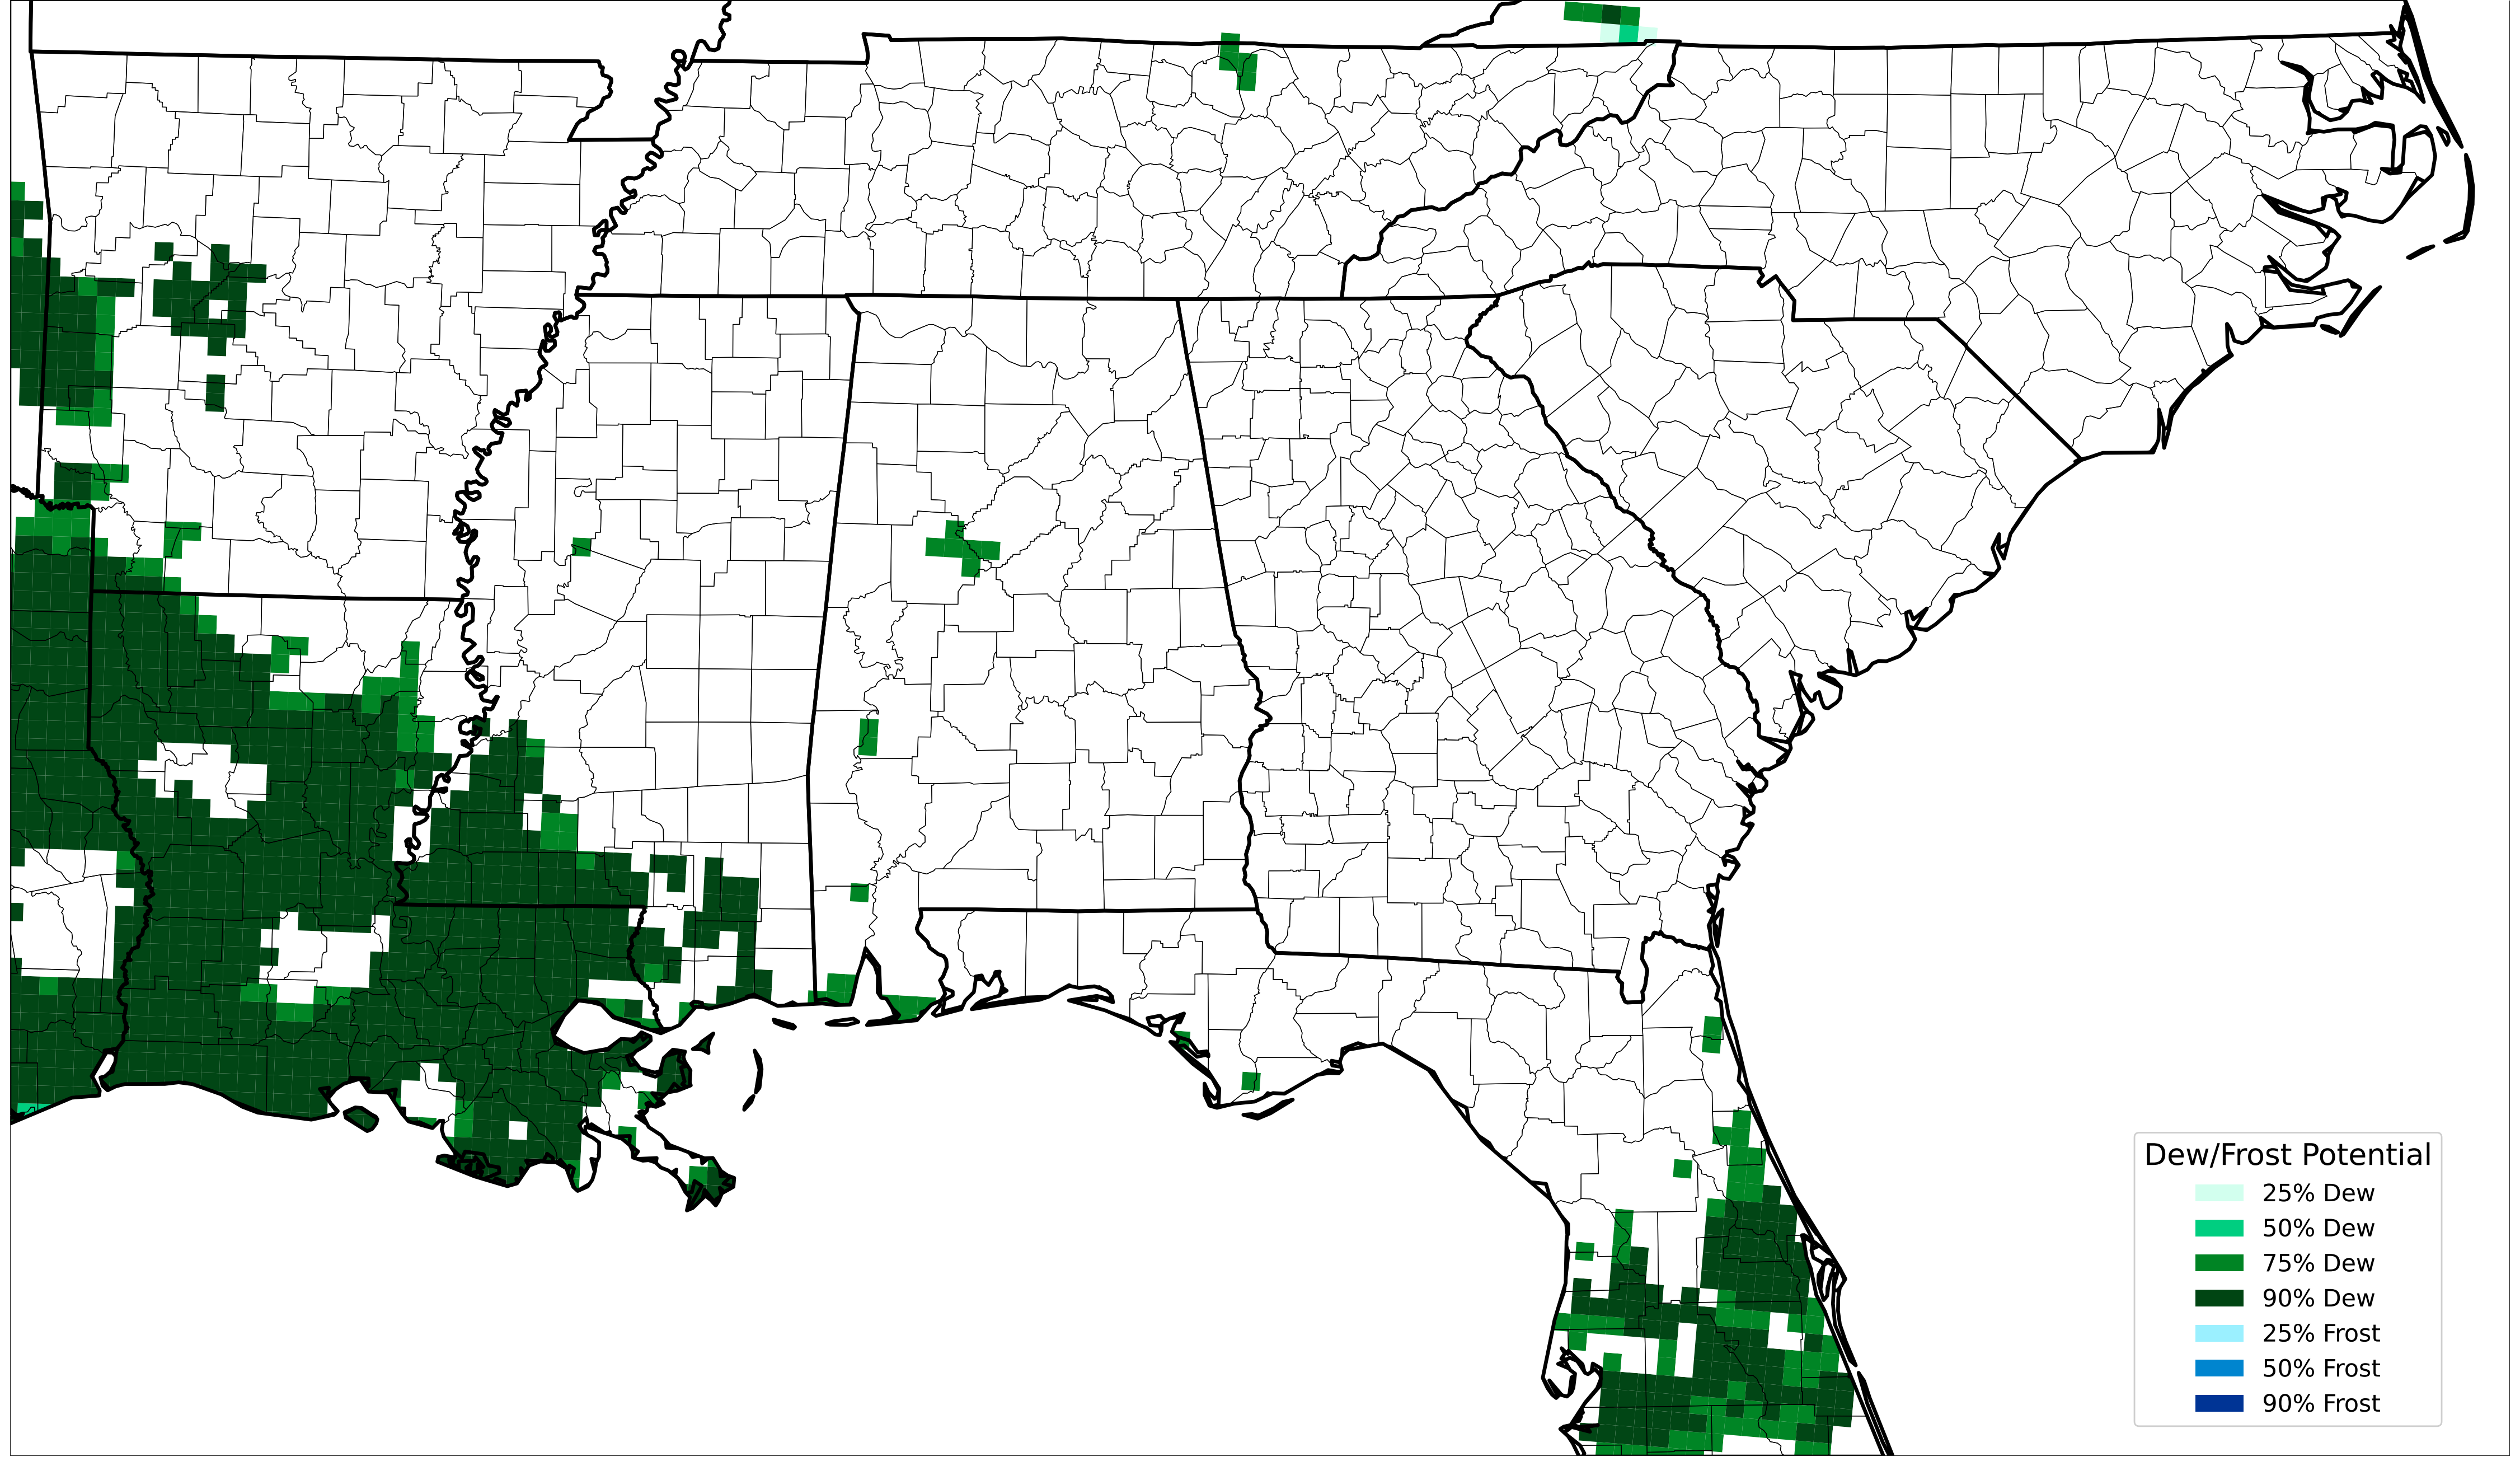 Dew/Frost Potential
25% Dew
50% Dew
75% Dew
90% Dew
25% Frost
50% Frost
90% Frost